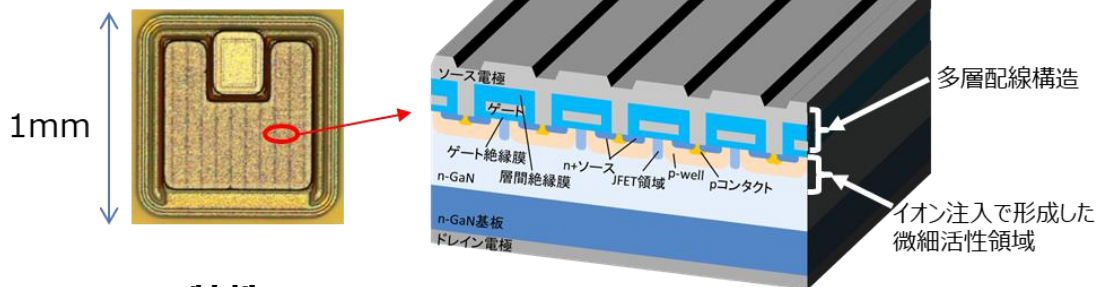 1mm
ソース電極
ゲート
ゲート絶縁膜
層間絶縁膜
n+ソース
JFET領域
p-well
pコンタクト
n-GaN
n-GaN基板
ドレイン電極
多層配線構造
イオン注入で形成した
微細活性領域